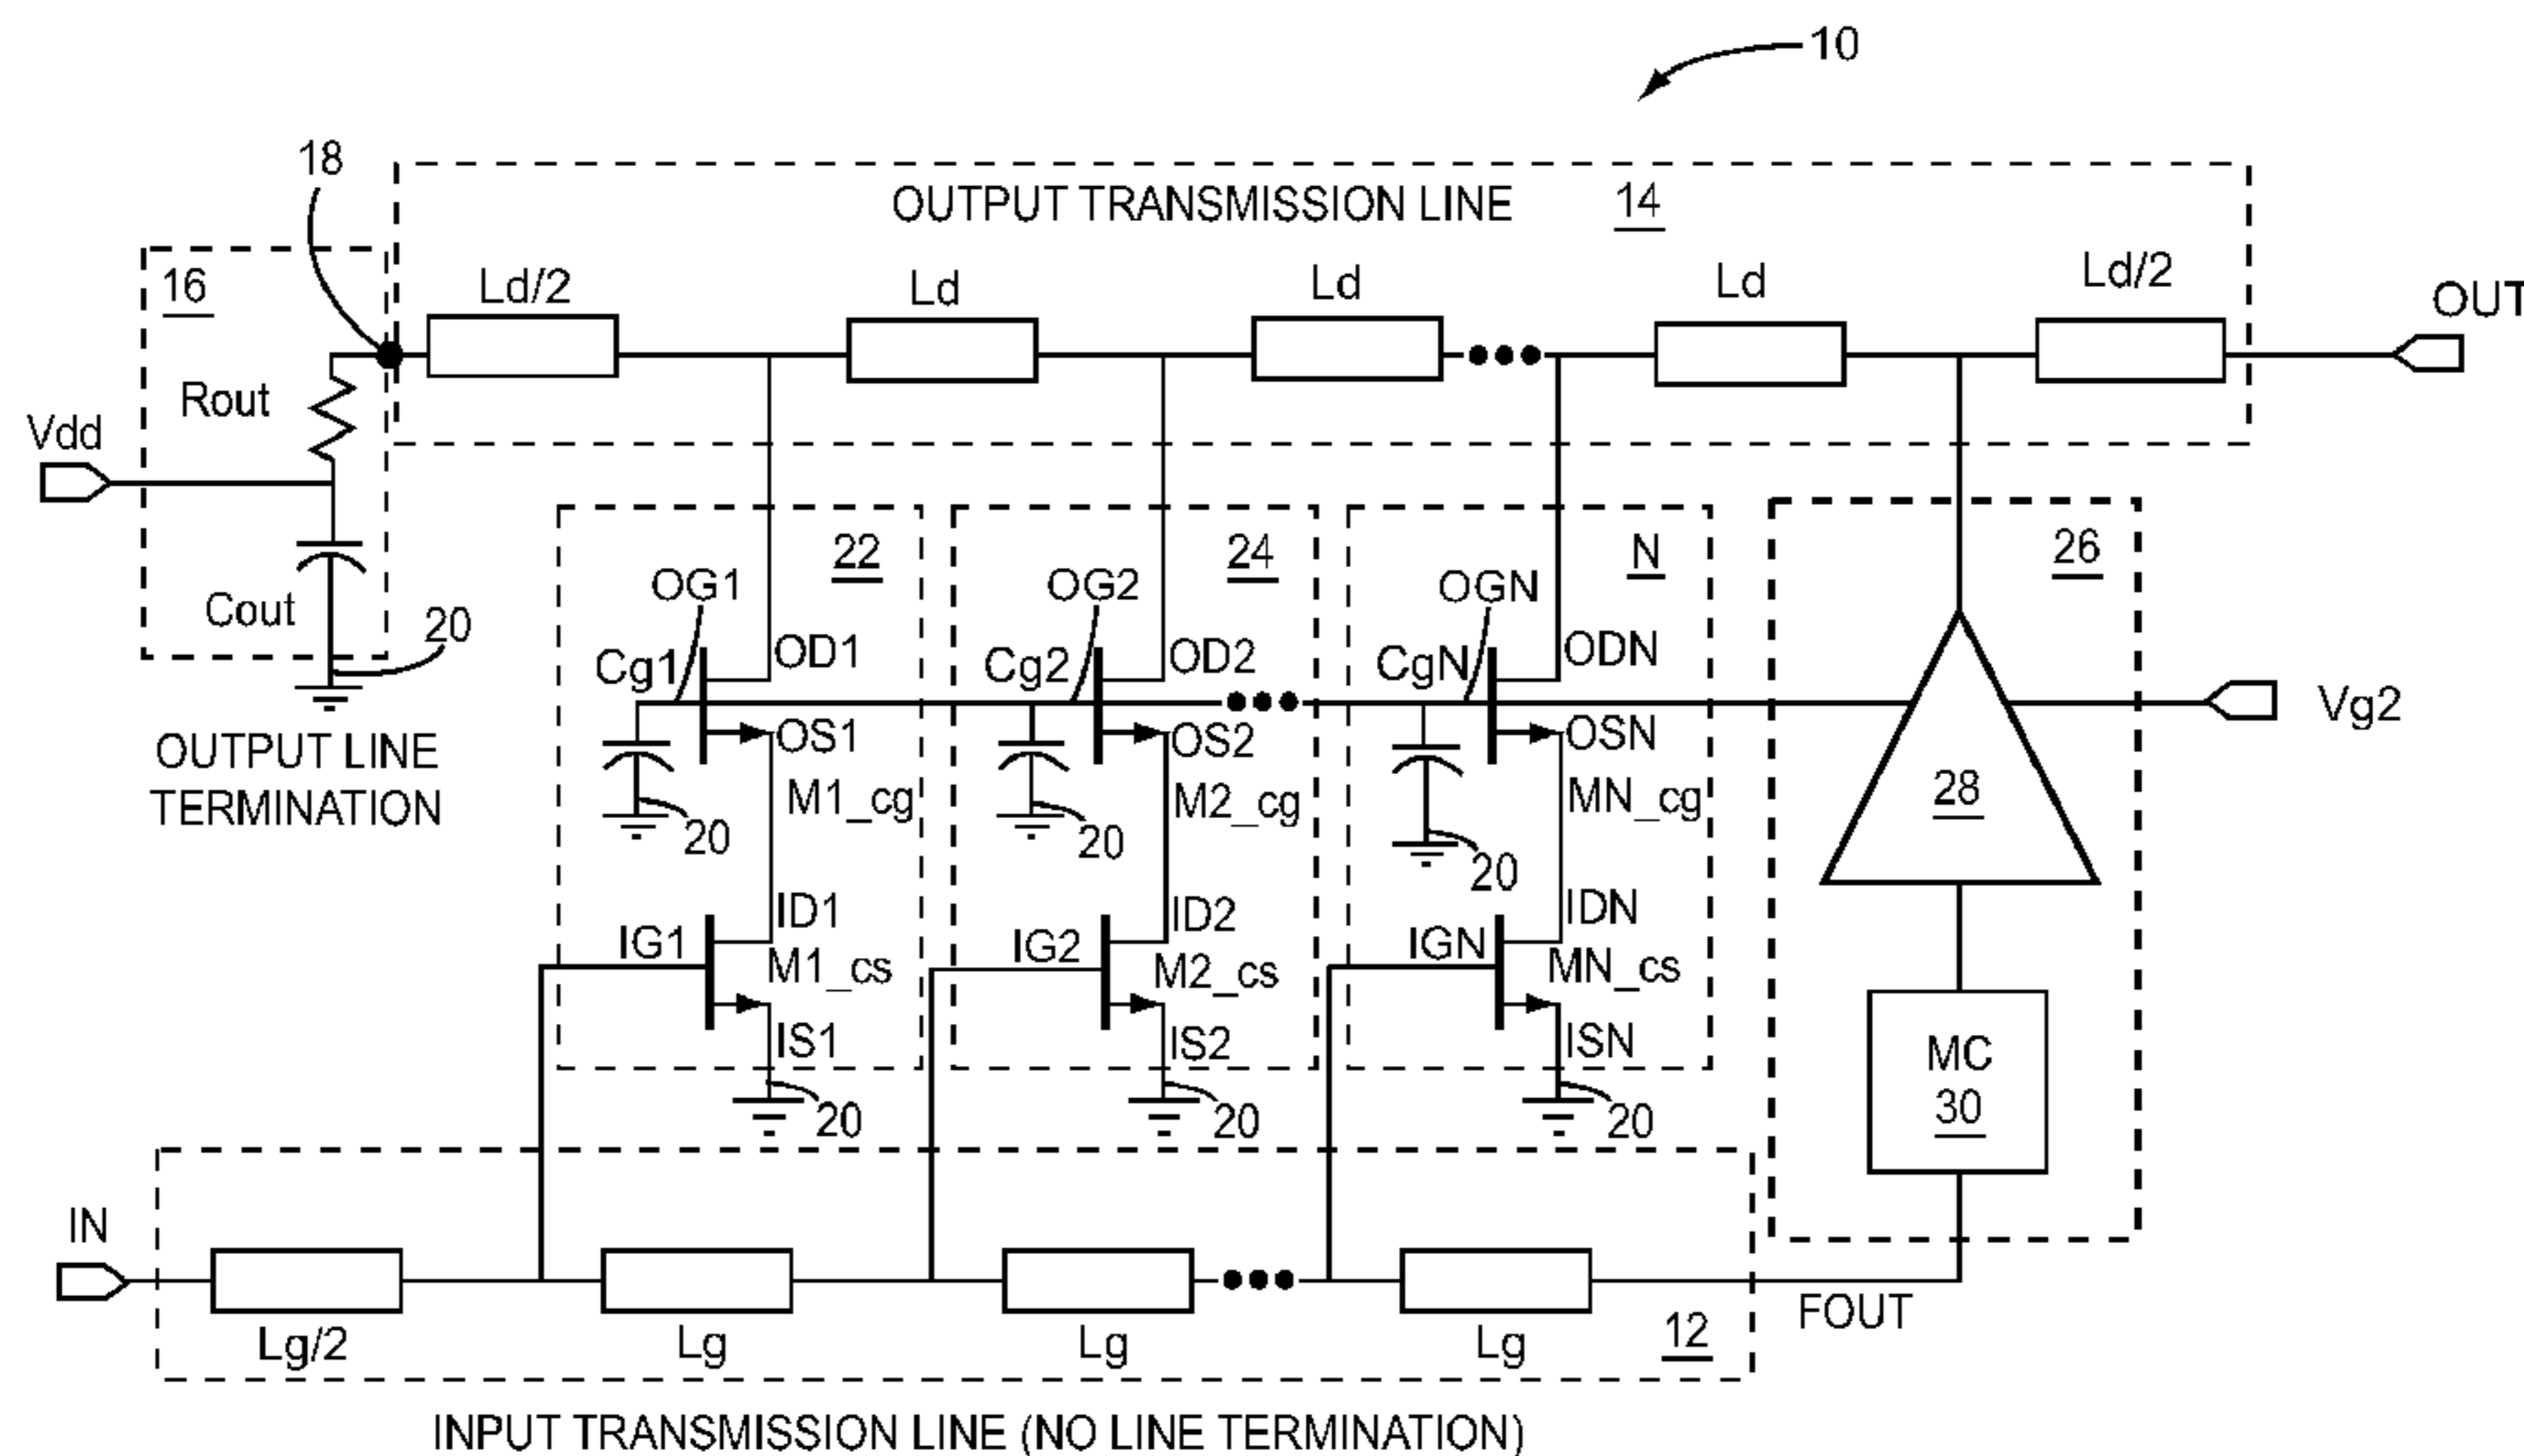 10
18
OUTPUT TRANSMISSION LINE 14
16
Ld/2 Ld Ld Ld Ld/2
OUT
Rout
Vdd
Cout
20
OUTPUT LINE
TERMINATION
22 24 N 26
OG1 OG2 OGN
Cg1 OD1 Cg2 OD2 CgN ODN
OS1 OS2 OSN
Vg2
M1_cg M2_cg MN_cg
28
20 20 20
ID1 ID2 IDN
IG1 IG2 IGN
M1_cs M2_cs MN_cs
IS1 IS2 ISN
MC
30
20 20 20
IN
Lg/2 Lg Lg Lg
12
FOUT
INPUT TRANSMISSION LINE (NO LINE TERMINATION)